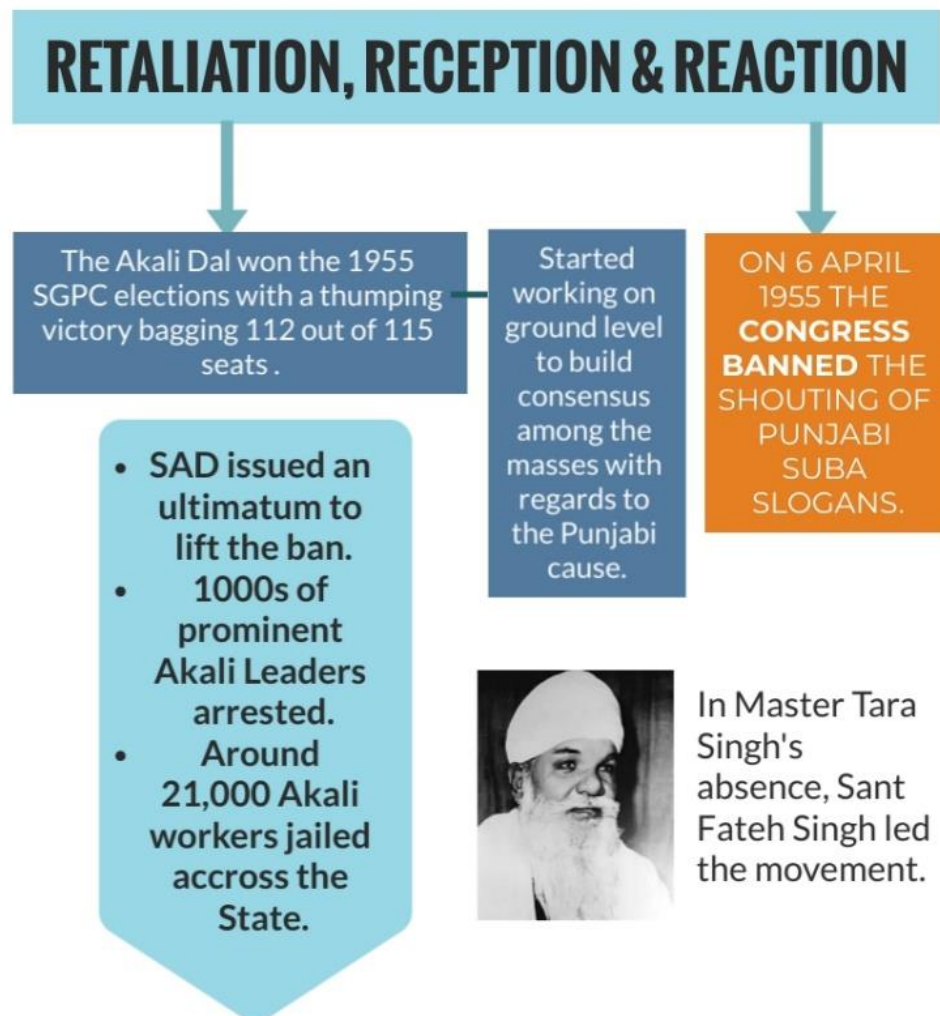 RETALIATION, RECEPTION & REACTION
The Akali Dal won the 1955
SGPC elections with a thumping
victory bagging 112 out of 115
seats .
Started
working on
ground level
to build
consensus
among the
masses with
regards to
the Punjabi
cause.
ON 6 APRIL
1955 THE
CONGRESS
BANNED THE
SHOUTING OF
PUNJABI
SUBA
SLOGANS.
• SAD issued an
ultimatum to
lift the ban.
• 1000s of
prominent
Akali Leaders
arrested.
• Around
21,000 Akali
workers jailed
accross the
State.
In Master Tara
Singh's
absence, Sant
Fateh Singh led
the movement.